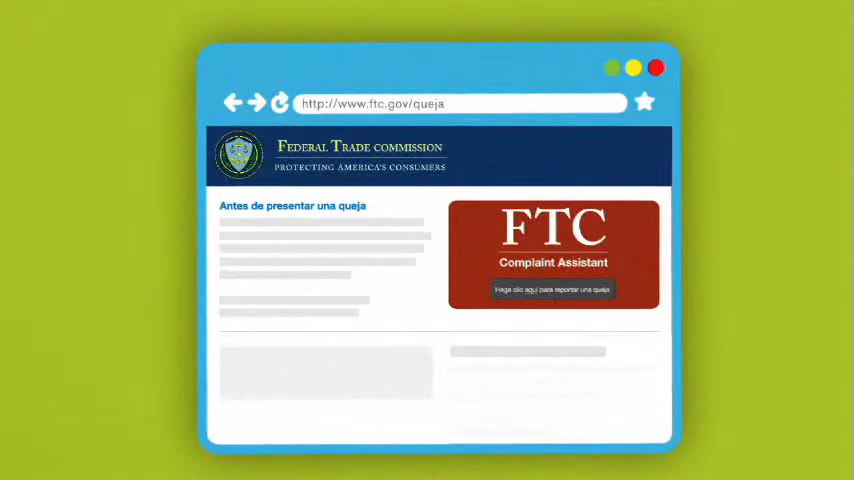 http://www.ftc.gov/queja
FEDERAL TRADE COMMISSION
PROTECTING AMERICA'S CONSUMERS
Antes de presentar una queja
FTC
Complaint Assistant
Haga clic aquí para reportar una queja